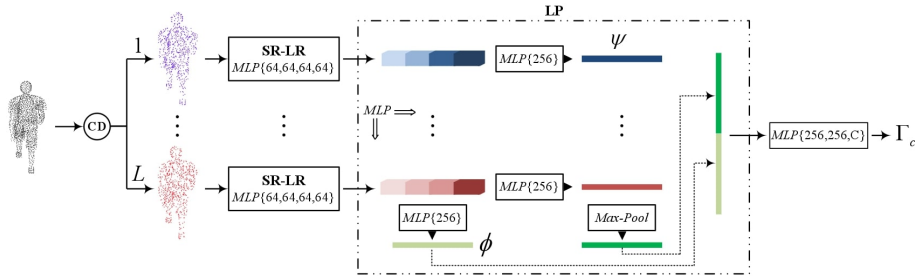 LP
1
SR-LR
MLP{64,64,64,64}
MLP{256}
ψ
CD
MLP
MLP{256,256,C}
Γc
L
SR-LR
MLP{64,64,64,64}
MLP{256}
MLP{256}
ϕ
Max-Pool